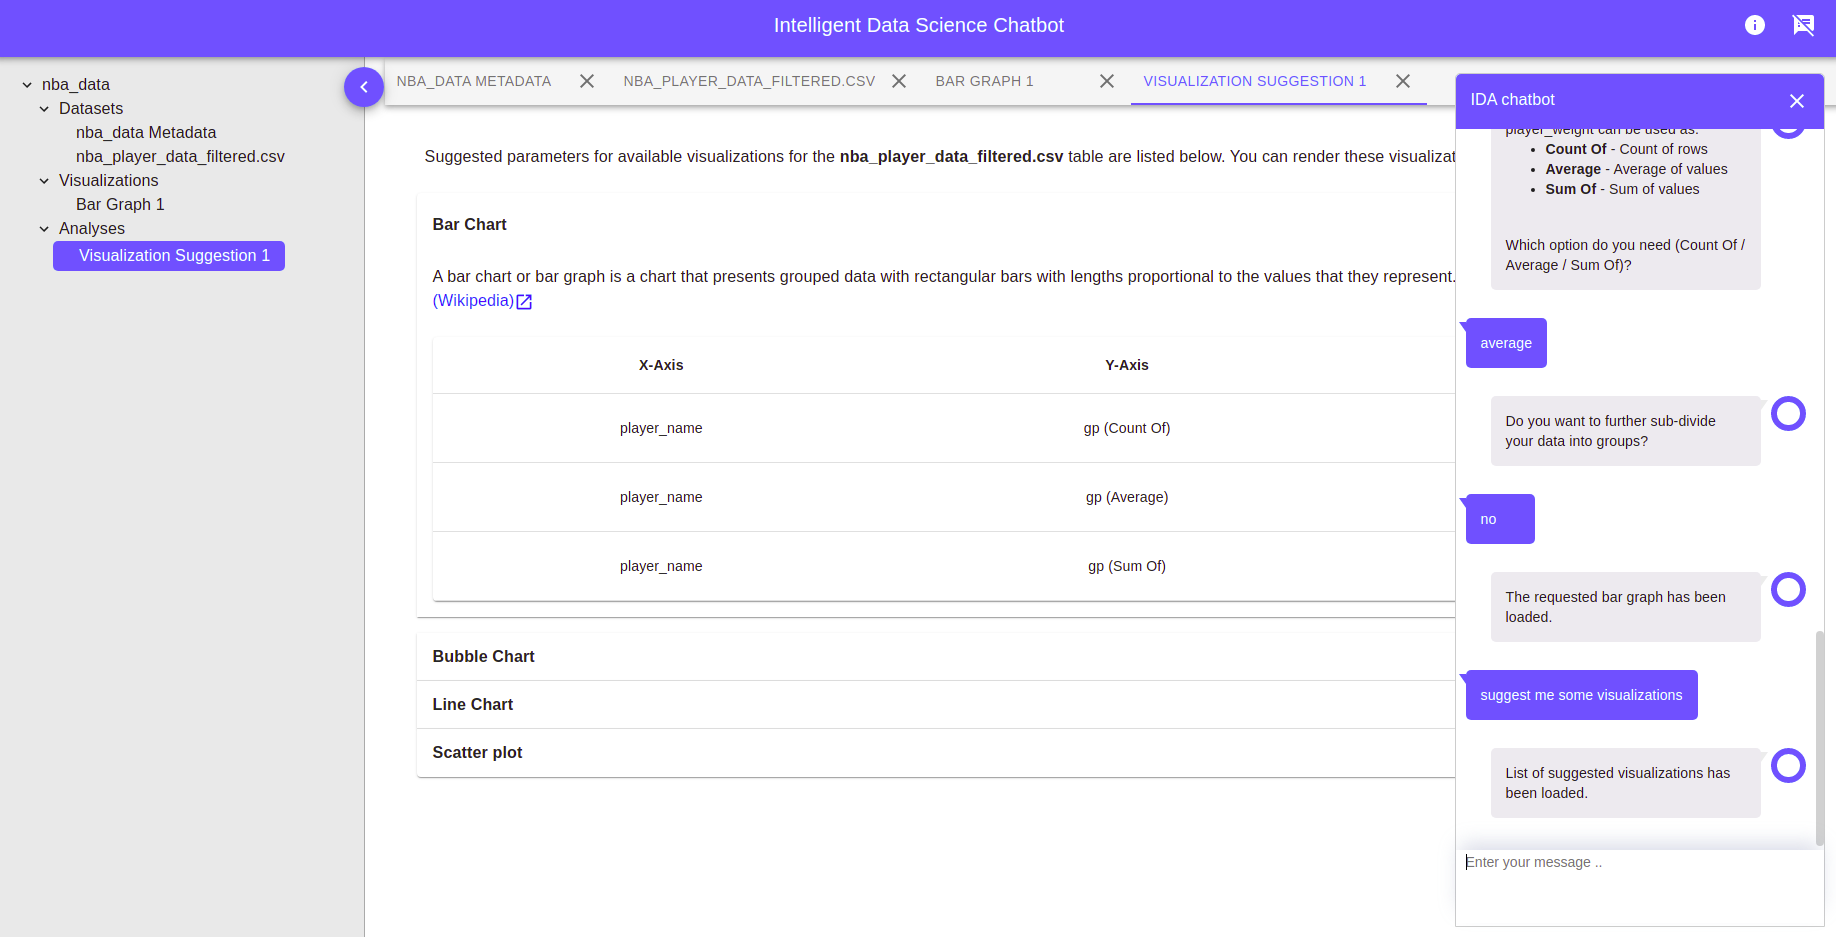 Intelligent Data Science Chatbot
nba_data
Datasets
nba_data Metadata
nba_player_data_filtered.csv
Visualizations
Bar Graph 1
Analyses
Visualization Suggestion 1
NBA_DATA METADATA
NBA_PLAYER_DATA_FILTERED.CSV
BAR GRAPH 1
VISUALIZATION SUGGESTION 1
Suggested parameters for available visualizations for the nba_player_data_filtered.csv table are listed below. You can render these
Bar Chart
A bar chart or bar graph is a chart that presents grouped data with rectangular bars with lengths proportional to the values that they represent.
(Wikipedia)
X-Axis Y-Axis
player_name gp (Count Of)
player_name gp (Average)
player_name gp (Sum Of)
Bubble Chart
Line Chart
Scatter plot
IDA chatbot
player_weight can be used as:
• Count Of - Count of rows
• Average - Average of values
• Sum Of - Sum of values
Which option do you need (Count Of /
Average / Sum Of)?
average
Do you want to further sub-divide
your data into groups?
no
The requested bar graph has been
loaded.
suggest me some visualizations
List of suggested visualizations has
been loaded.
Enter your message ..